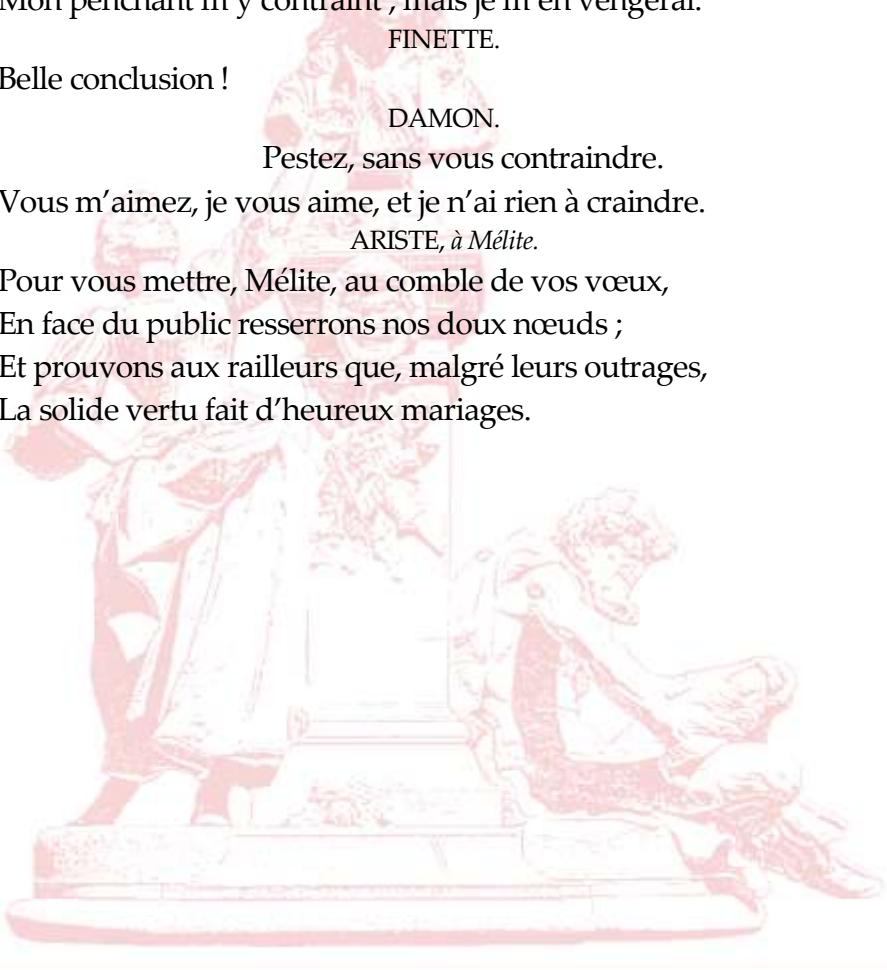 Mon penchant m'y contraint ; mais je m'en vengerai.
FINETTE.
Belle conclusion !
DAMON.
Pestez, sans vous contraindre.
Vous m'aimez, je vous aime, et je n'ai rien à craindre.
ARISTE, à Mélite.
Pour vous mettre, Mélite, au comble de vos vœux,
En face du public resserrons nos doux nœuds ;
Et prouvons aux railleurs que, malgré leurs outrages,
La solide vertu fait d'heureux mariages.